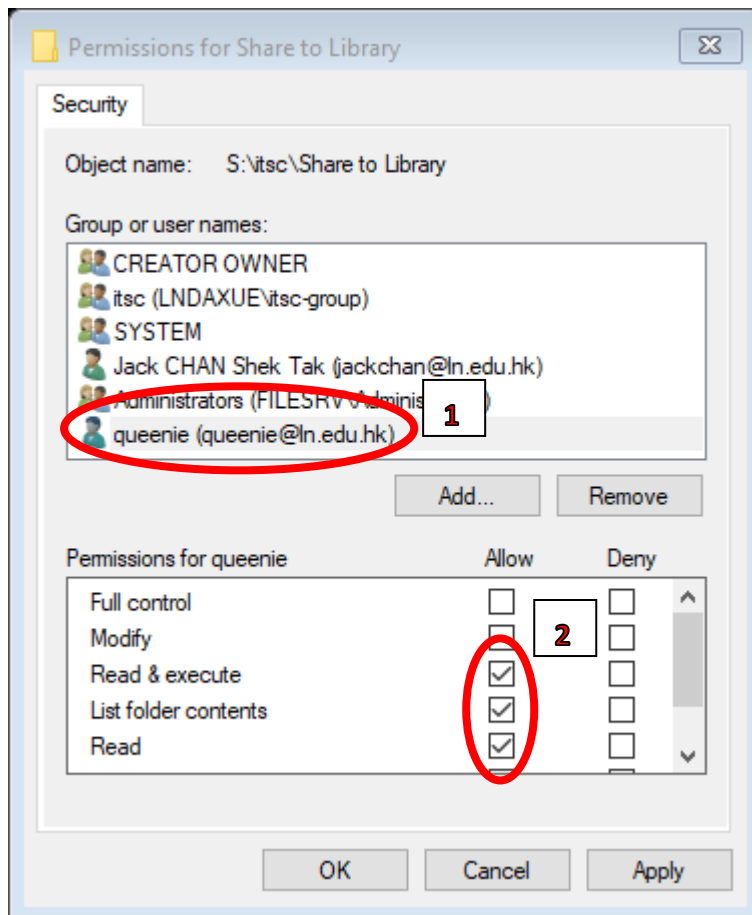 Permissions for Share to Library
Security
Object name: S:\itsc\Share to Library
Group or user names:
CREATOR OWNER
itsc (LNDAXUE\itsc-group)
SYSTEM
Jack CHAN Shek Tak (jackchan@ln.edu.hk)
Administrators (FILESRV\Adminis )
1
queenie (queenie@ln.edu.hk)
Add... Remove
Permissions for queenie Allow Deny
Full control
2
Modify
Read & execute
List folder contents
Read
OK Cancel Apply